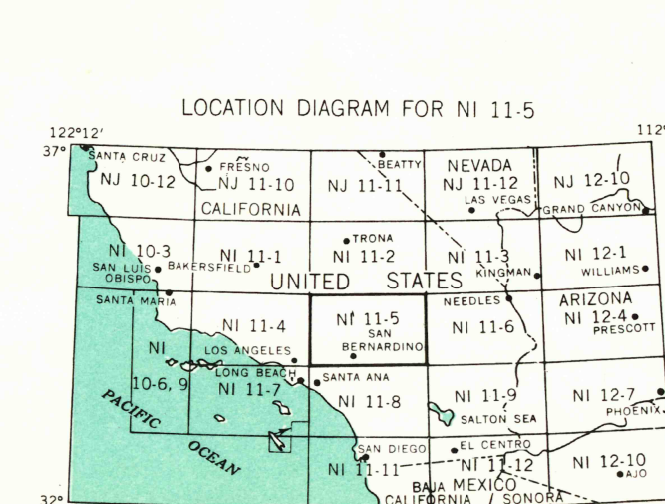 LOCATION DIAGRAM FOR NI 11-5
122°12' 112°
37°
SANTA CRUZ
NJ 10-12
FRESNO
NJ 11-10
BEATTY
NJ 11-11
NEVADA
NJ 11-12
LAS VEGAS
NJ 12-10
GRAND CANYON
CALIFORNIA
NI 10-3
SAN LUIS
OBISPO
BAKERSFIELD
NI 11-1
TRONA
NI 11-2
NI 11-3
KINGMAN
NI 12-1
WILLIAMS
UNITED STATES
SANTA MARIA
NI 11-4
LOS ANGELES
NI 11-5
SAN
BERNARDINO
NEEDLES
NI 11-6
ARIZONA
NI 12-4
PRESCOTT
NI
10-6, 9
LONG BEACH
NI 11-7
SANTA ANA
NI 11-8
NI 11-9
SALTON SEA
NI 12-7
PHOENIX
PACIFIC
OCEAN
SAN DIEGO
NI 11-11
EL CENTRO
NI 11-12
NI 12-10
AJO
MEXICO
BAJA
CALIFORNIA
SONORA
32°